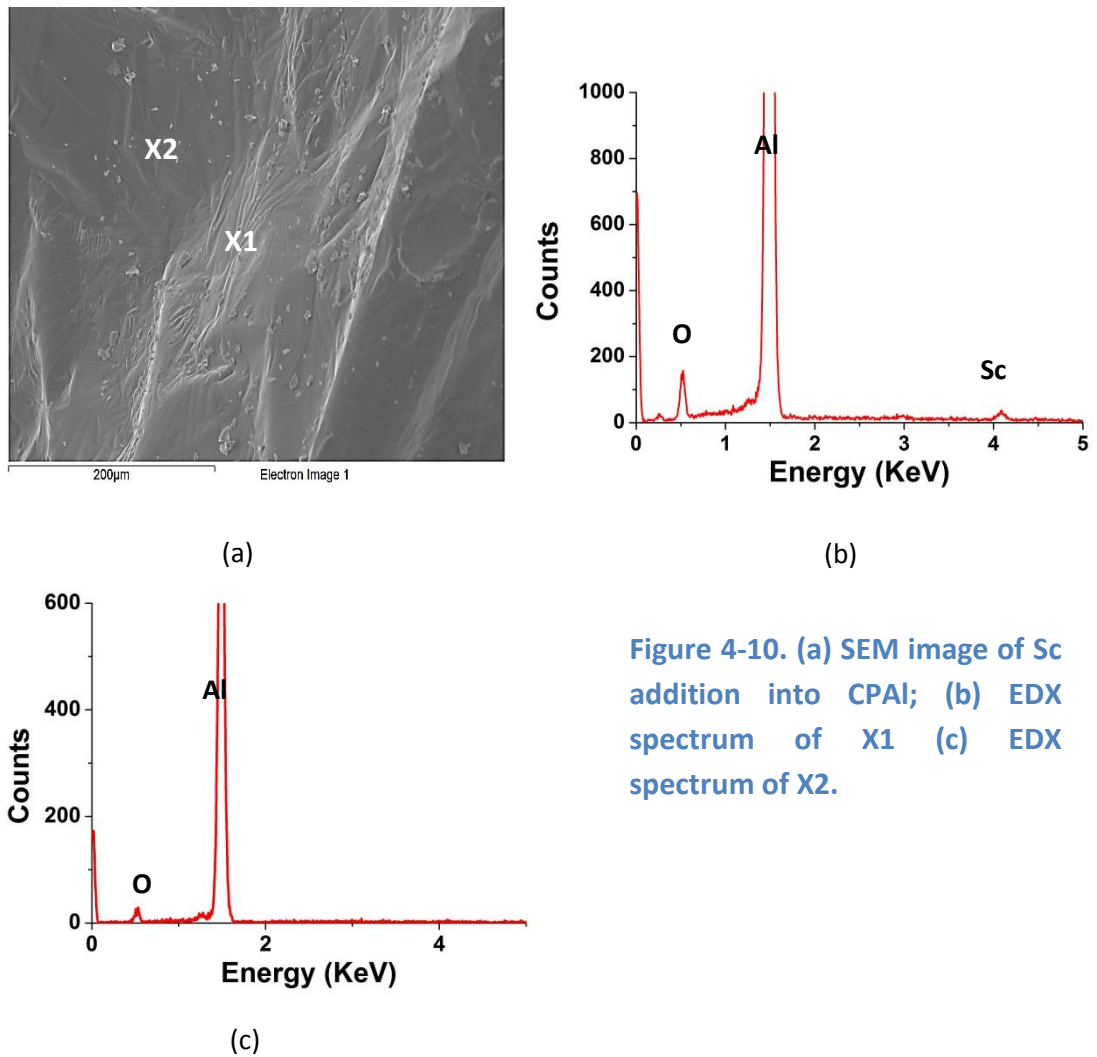 X2
X1
200µm Electron Image 1
(a)
1000
800
600
400
200
0
Counts
Al
O
Sc
0 1 2 3 4 5
Energy (KeV)
(b)
600
400
200
0
Counts
Al
O
0 2 4
Energy (KeV)
(c)
Figure 4-10. (a) SEM image of Sc
addition into CPAl; (b) EDX
spectrum of X1 (c) EDX
spectrum of X2.